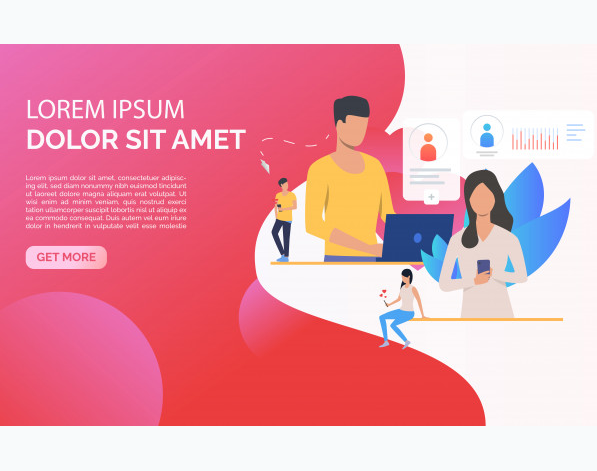 LOREM IPSUM
DOLOR SIT AMET
Lorem ipsum dolor sit amet, consectetuer adipisc-
ing elit, sed diam nonummy nibh euismod tincidunt
ut laoreet dolore magna aliquam erat volutpat. Ut
wisi enim ad minim veniam, quis nostrud exerci
tation ullamcorper suscipit lobortis ut aliquip ex
ea commodo consequat. Duis autem vel eum iriure
dolor in hendrerit in vulputate velit esse molestie
GET MORE